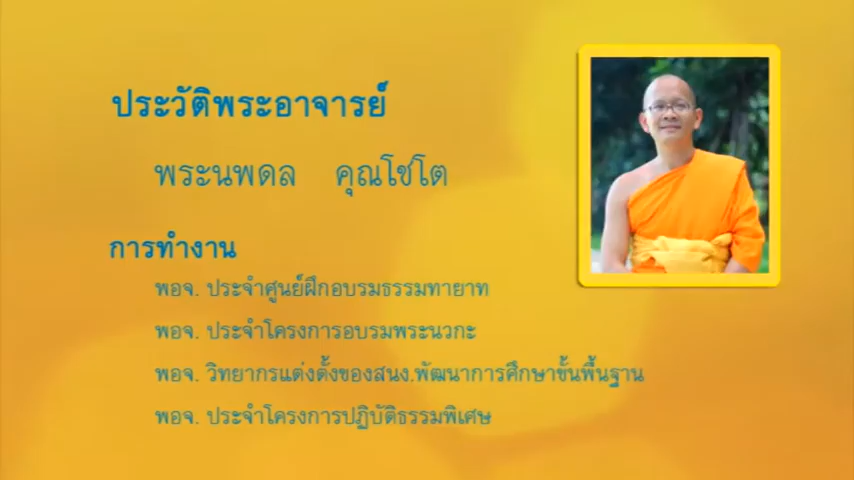 ประวัติพระอาจารย์
พระนพดล คุณโชโต
การทำงาน
พอจ. ประจำศูนย์ฝึกอบรมธรรมทายาท
พอจ. ประจำโครงการอบรมพระนวกะ
พอจ. วิทยากรแต่งตั้งของสนง.พัฒนาการศึกษาขั้นพื้นฐาน
พอจ. ประจำโครงการปฏิบัติธรรมพิเศษ